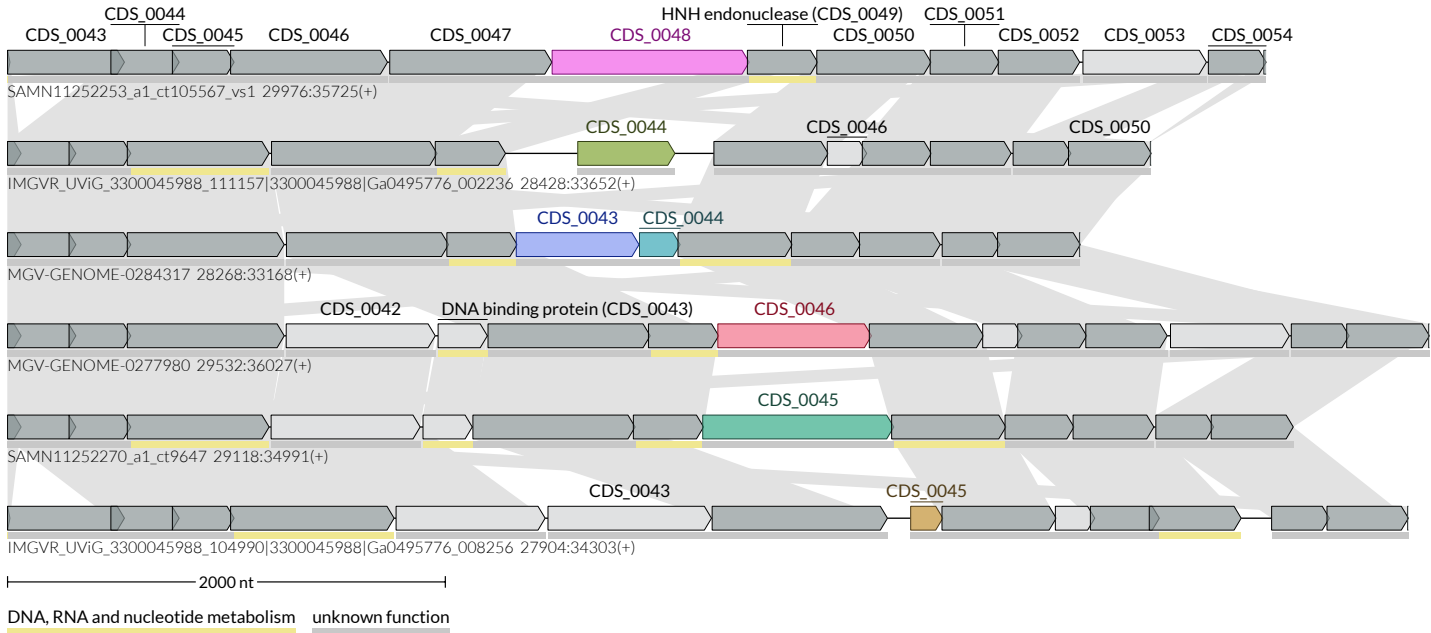 CDS_0044 HNH endonuclease (CDS_0049) CDS_0051
CDS_0043 CDS_0045 CDS_0046 CDS_0047 CDS_0048 CDS_0050 CDS_0052 CDS_0053 CDS_0054
SAMN11252253_a1_ct105567_vs1 29976:35725(+)
CDS_0044 CDS_0046 CDS_0050
IMGVR_UViG_3300045988_111157|3300045988|Ga0495776_002236 28428:33652(+)
CDS_0043 CDS_0044
MGV-GENOME-0284317 28268:33168(+)
CDS_0042 DNA binding protein (CDS_0043) CDS_0046
MGV-GENOME-0277980 29532:36027(+)
CDS_0045
SAMN11252270_a1_ct9647 29118:34991(+)
CDS_0043 CDS_0045
IMGVR_UViG_3300045988_104990|3300045988|Ga0495776_008256 27904:34303(+)
2000 nt
DNA, RNA and nucleotide metabolism unknown function